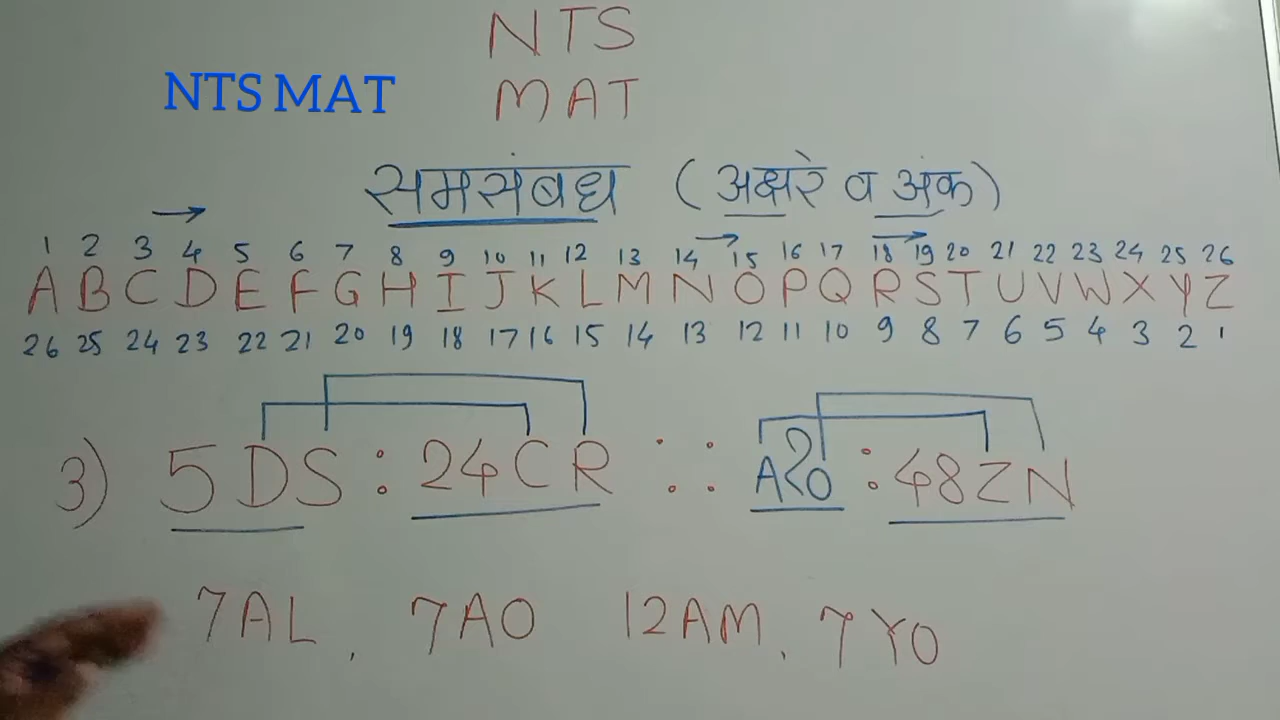 NTS
NTS MAT MAT
समसंबध (अक्षरे व अंक)
→ → →
1 2 3 4 5 6 7 8 9 10 11 12 13 14 15 16 17 18 19 20 21 22 23 24 25 26
A B C D E F G H I J K L M N O P Q R S T U V W X Y Z
26 25 24 23 22 21 20 19 18 17 16 15 14 13 12 11 10 9 8 7 6 5 4 3 2 1
3) 5DS : 24CR :: A?O : 48ZN
7AL, 7AO 12AM, 7YO